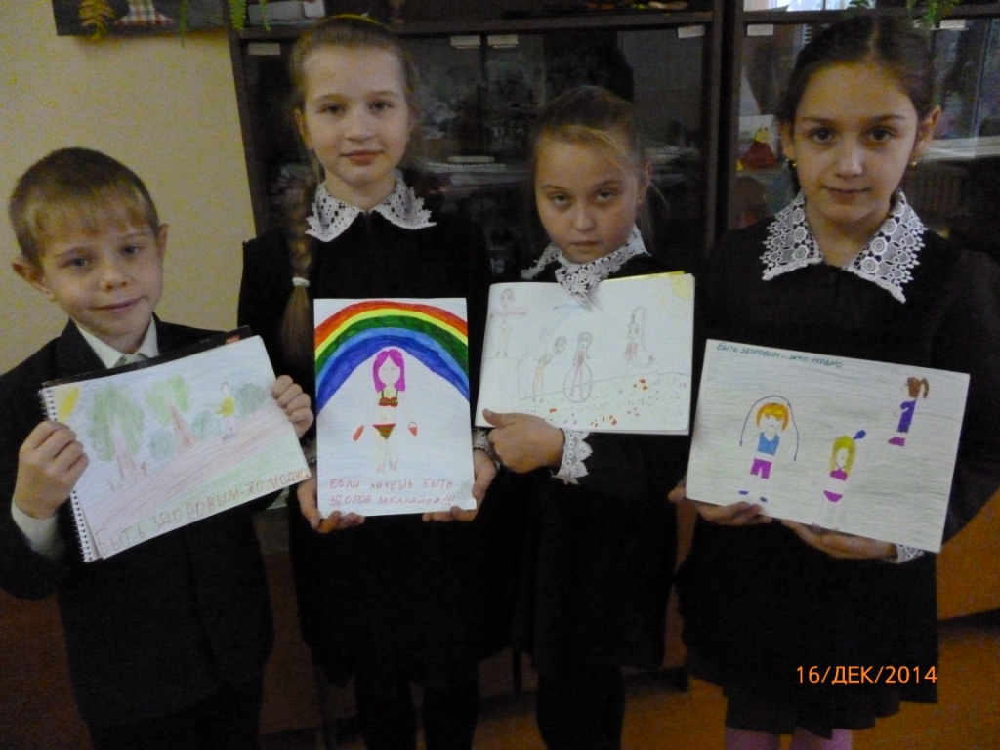 БЫТЬ ЗДОРОВЫМ-ЭТО МОДНО
ЕСЛИ ХОЧЕШЬ БЫТЬ
ЗДОРОВ ЗАКАЛЯЙСЯ!!!
БЫТЬ ЗДОРОВЫМ-ЭТО МОДНО
16/ДЕК/2014